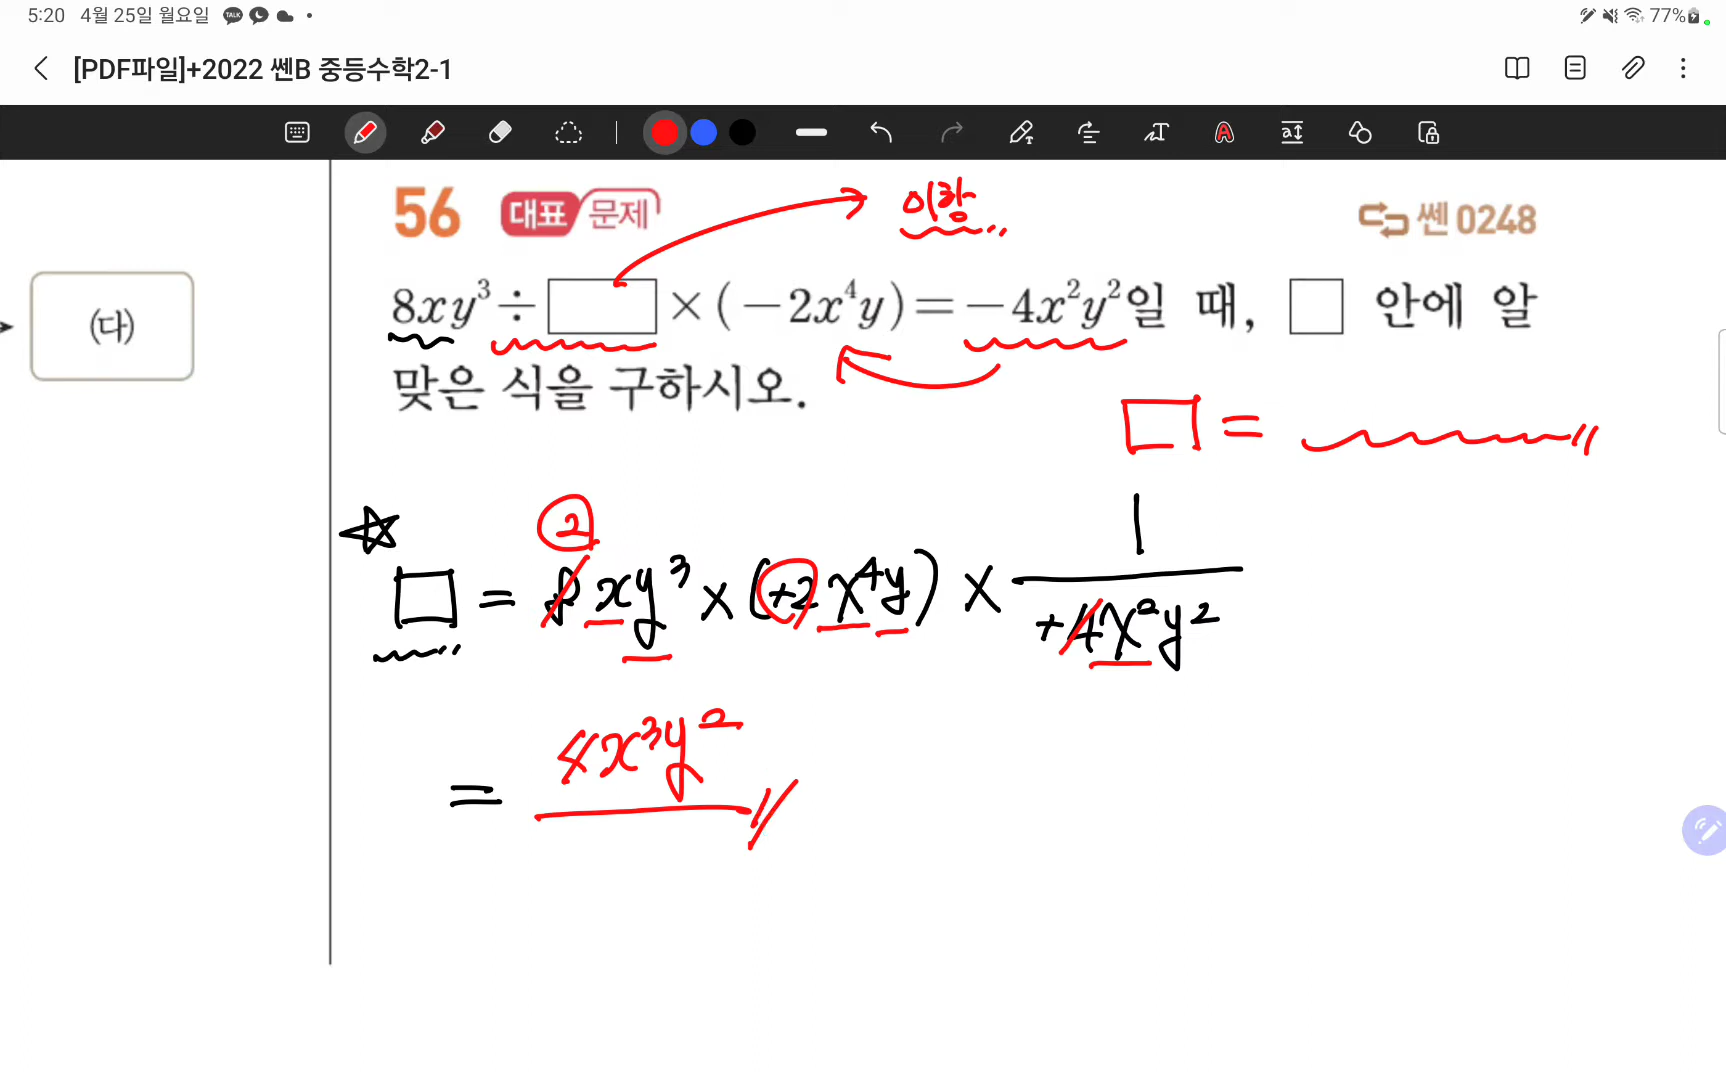 5:20 4월 25일 월요일 TALK 77%
[PDF파일]+2022 쎈B 중등수학2-1
56 대표 문제 이항 쎈 0248
(다)
8xy³ ÷ □ × (−2x⁴y) = −4x²y²일 때, □ 안에 알
맞은 식을 구하시오.
□ =
2
□ = 8xy³ × (+2x⁴y) × 1/+4x²y²
= 4x³y²